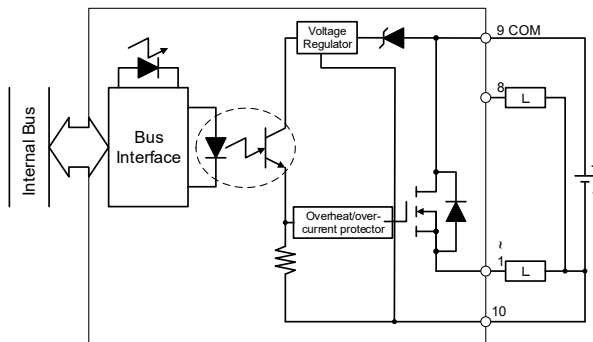 Voltage
Regulator
9 COM
8
L
Internal Bus
Bus
Interface
Overheat/over-
current protector
~
1
L
10